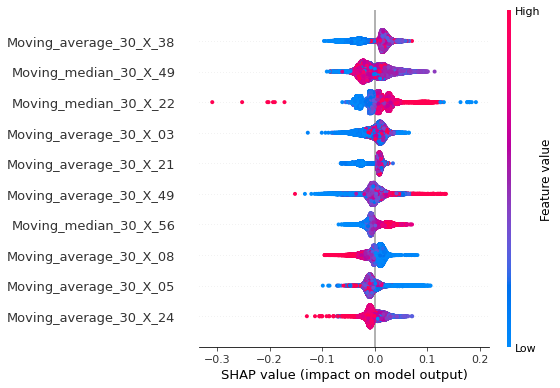 High
Moving_average_30_X_38
Moving_median_30_X_49
Moving_median_30_X_22
Moving_average_30_X_03
Moving_average_30_X_21
Moving_average_30_X_49
Moving_median_30_X_56
Moving_average_30_X_08
Moving_average_30_X_05
Moving_average_30_X_24
Feature value
Low
−0.3 −0.2 −0.1 0.0 0.1 0.2
SHAP value (impact on model output)